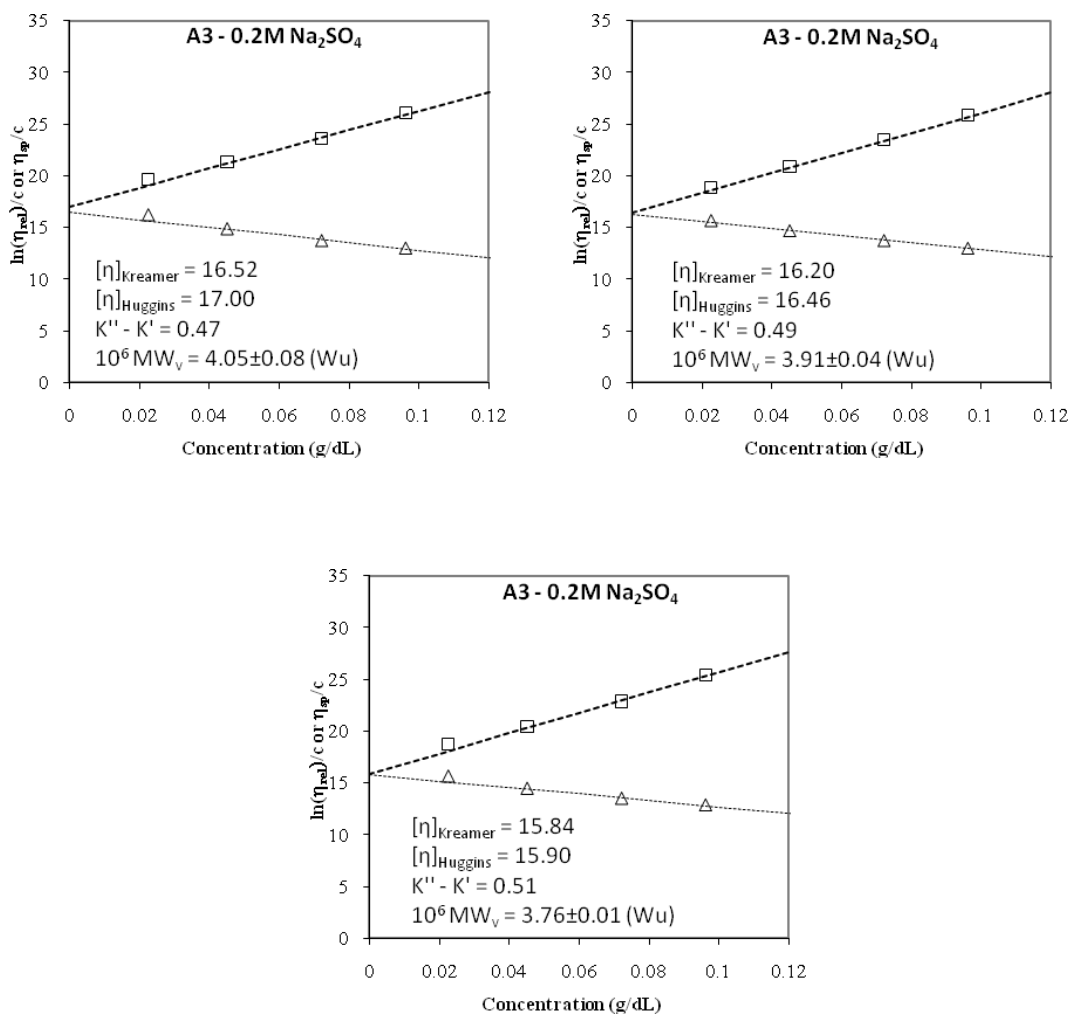 A3 - 0.2M Na₂SO₄
35
30
25
20
15
10
5
0
ln(ηrel)/c or ηsp/c
[η]Kreamer = 16.52
[η]Huggins = 17.00
K'' - K' = 0.47
10⁶ MWv = 4.05±0.08 (Wu)
0 0.02 0.04 0.06 0.08 0.1 0.12
Concentration (g/dL)
A3 - 0.2M Na₂SO₄
35
30
25
20
15
10
5
0
ln(ηrel)/c or ηsp/c
[η]Kreamer = 16.20
[η]Huggins = 16.46
K'' - K' = 0.49
10⁶ MWv = 3.91±0.04 (Wu)
0 0.02 0.04 0.06 0.08 0.1 0.12
Concentration (g/dL)
A3 - 0.2M Na₂SO₄
35
30
25
20
15
10
5
0
ln(ηrel)/c or ηsp/c
[η]Kreamer = 15.84
[η]Huggins = 15.90
K'' - K' = 0.51
10⁶ MWv = 3.76±0.01 (Wu)
0 0.02 0.04 0.06 0.08 0.1 0.12
Concentration (g/dL)